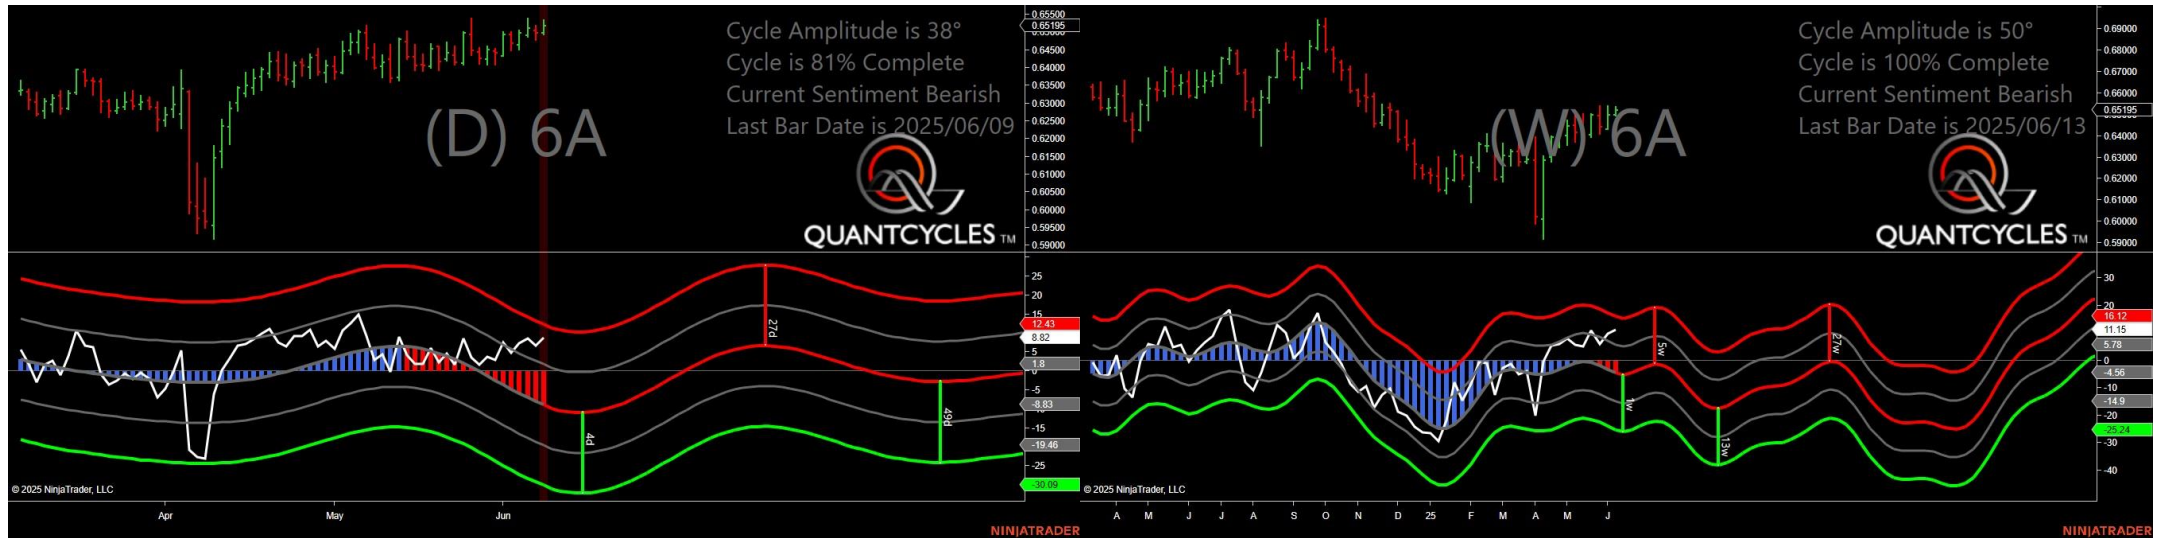 Cycle Amplitude is 38°
Cycle is 81% Complete
Current Sentiment Bearish
Last Bar Date is 2025/06/09
(D) 6A
QUANTCYCLES TM
0.65500
0.65195
0.64500
0.64000
0.63500
0.63000
0.62500
0.62000
0.61500
0.61000
0.60500
0.60000
0.59500
0.59000
25
20
15
12.43
8.82
5
1.8
0
-5
-8.83
-15
-19.46
-25
-30.09
27d
4d
49d
© 2025 NinjaTrader, LLC
Apr
May
Jun
NINJATRADER
Cycle Amplitude is 50°
Cycle is 100% Complete
Current Sentiment Bearish
Last Bar Date is 2025/06/13
(W) 6A
QUANTCYCLES TM
0.69000
0.68000
0.67000
0.66000
0.65195
0.64000
0.63000
0.62000
0.61000
0.60000
0.59000
30
20
16.12
11.15
5.78
0
-4.56
-10
-14.9
-20
-25.24
-30
-40
5w
1w
13w
27w
© 2025 NinjaTrader, LLC
A
M
J
J
A
S
O
N
D
25
F
M
A
M
J
NINJATRADER